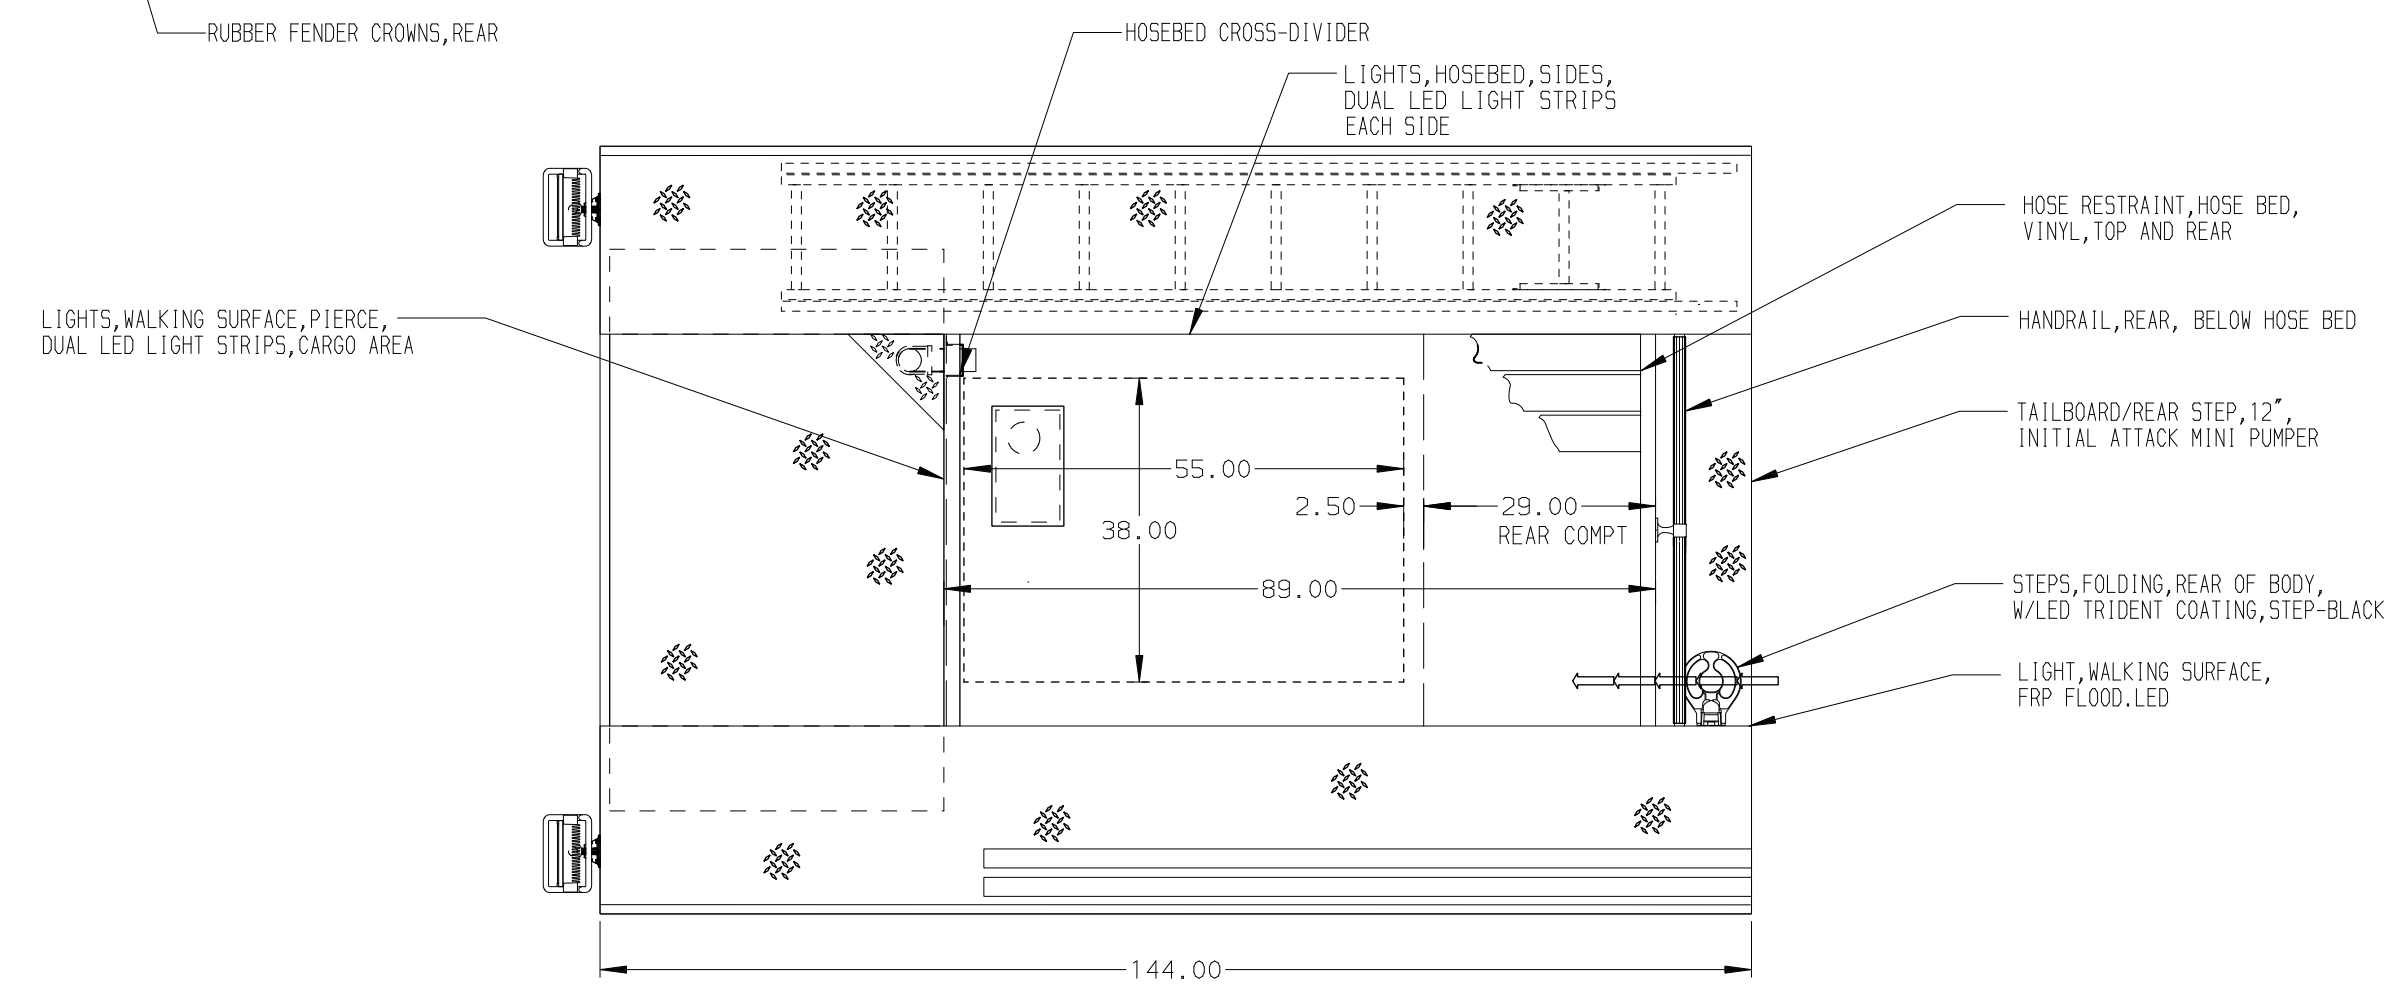 RUBBER FENDER CROWNS,REAR
HOSEBED CROSS-DIVIDER
LIGHTS,HOSEBED,SIDES,
DUAL LED LIGHT STRIPS
EACH SIDE
HOSE RESTRAINT,HOSE BED,
VINYL,TOP AND REAR
LIGHTS,WALKING SURFACE,PIERCE,
DUAL LED LIGHT STRIPS,CARGO AREA
HANDRAIL,REAR, BELOW HOSE BED
TAILBOARD/REAR STEP,12",
INITIAL ATTACK MINI PUMPER
55.00
2.50
29.00
REAR COMPT
38.00
89.00
STEPS,FOLDING,REAR OF BODY,
W/LED TRIDENT COATING,STEP-BLACK
LIGHT,WALKING SURFACE,
FRP FLOOD.LED
144.00